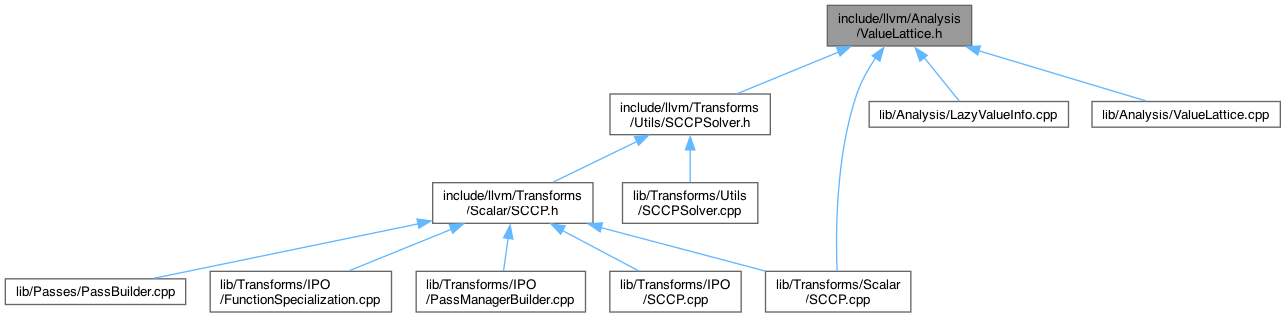 include/llvm/Analysis
/ValueLattice.h
include/llvm/Transforms
/Utils/SCCPSolver.h
lib/Analysis/LazyValueInfo.cpp
lib/Analysis/ValueLattice.cpp
include/llvm/Transforms
/Scalar/SCCP.h
lib/Transforms/Utils
/SCCPSolver.cpp
lib/Passes/PassBuilder.cpp
lib/Transforms/IPO
/FunctionSpecialization.cpp
lib/Transforms/IPO
/PassManagerBuilder.cpp
lib/Transforms/IPO
/SCCP.cpp
lib/Transforms/Scalar
/SCCP.cpp